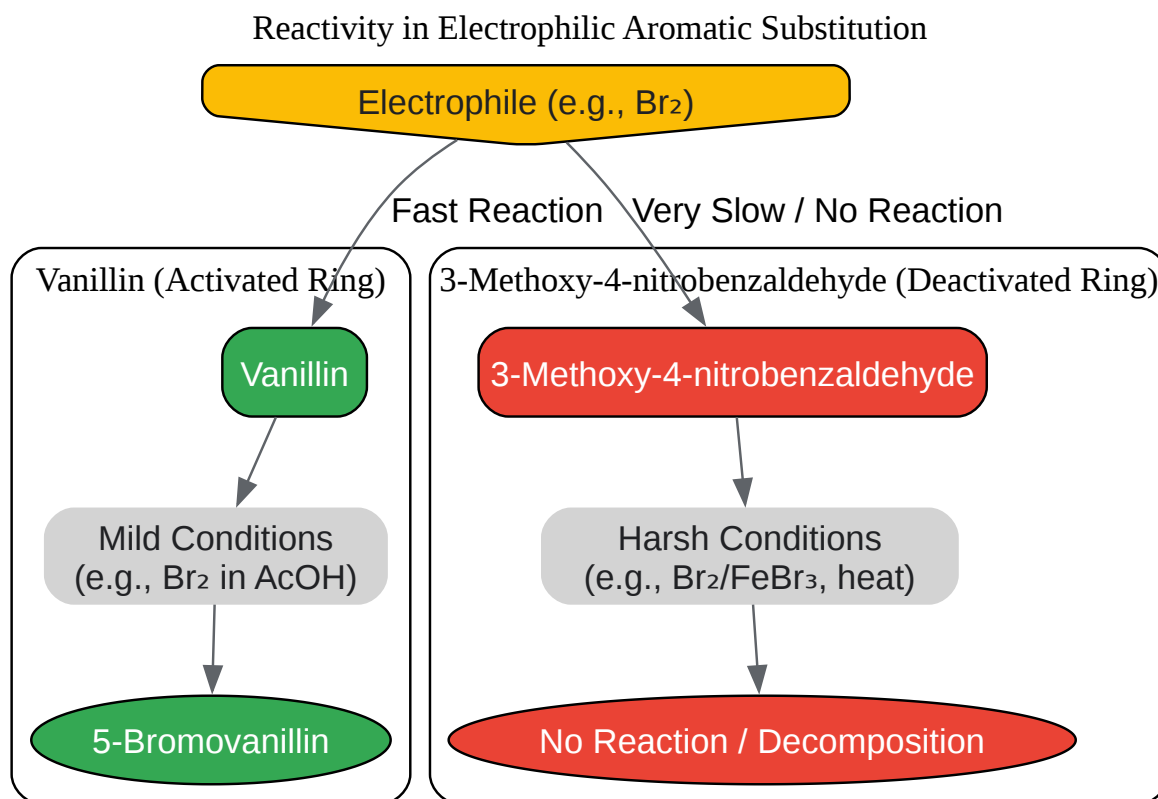 Reactivity in Electrophilic Aromatic Substitution
Electrophile (e.g., Br₂)
Fast Reaction
Very Slow / No Reaction
Vanillin (Activated Ring)
Vanillin
Mild Conditions
(e.g., Br₂ in AcOH)
5-Bromovanillin
3-Methoxy-4-nitrobenzaldehyde (Deactivated Ring)
3-Methoxy-4-nitrobenzaldehyde
Harsh Conditions
(e.g., Br₂/FeBr₃, heat)
No Reaction / Decomposition